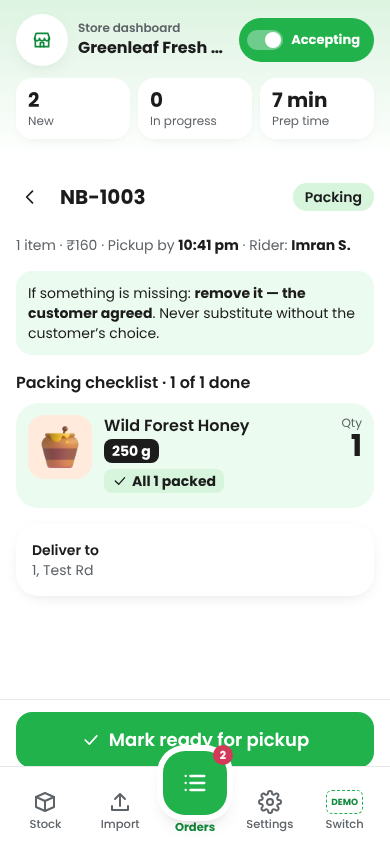 Store dashboard
Greenleaf Fresh ...
Accepting
2
New
0
In progress
7 min
Prep time
NB-1003
Packing
1 item · ₹160 · Pickup by 10:41 pm · Rider: Imran S.
If something is missing: remove it — the
customer agreed. Never substitute without the
customer's choice.
Packing checklist · 1 of 1 done
Wild Forest Honey
Qty
250 g
1
All 1 packed
Deliver to
1, Test Rd
Mark ready for pickup
2
Stock
Import
Orders
Settings
DEMO
Switch